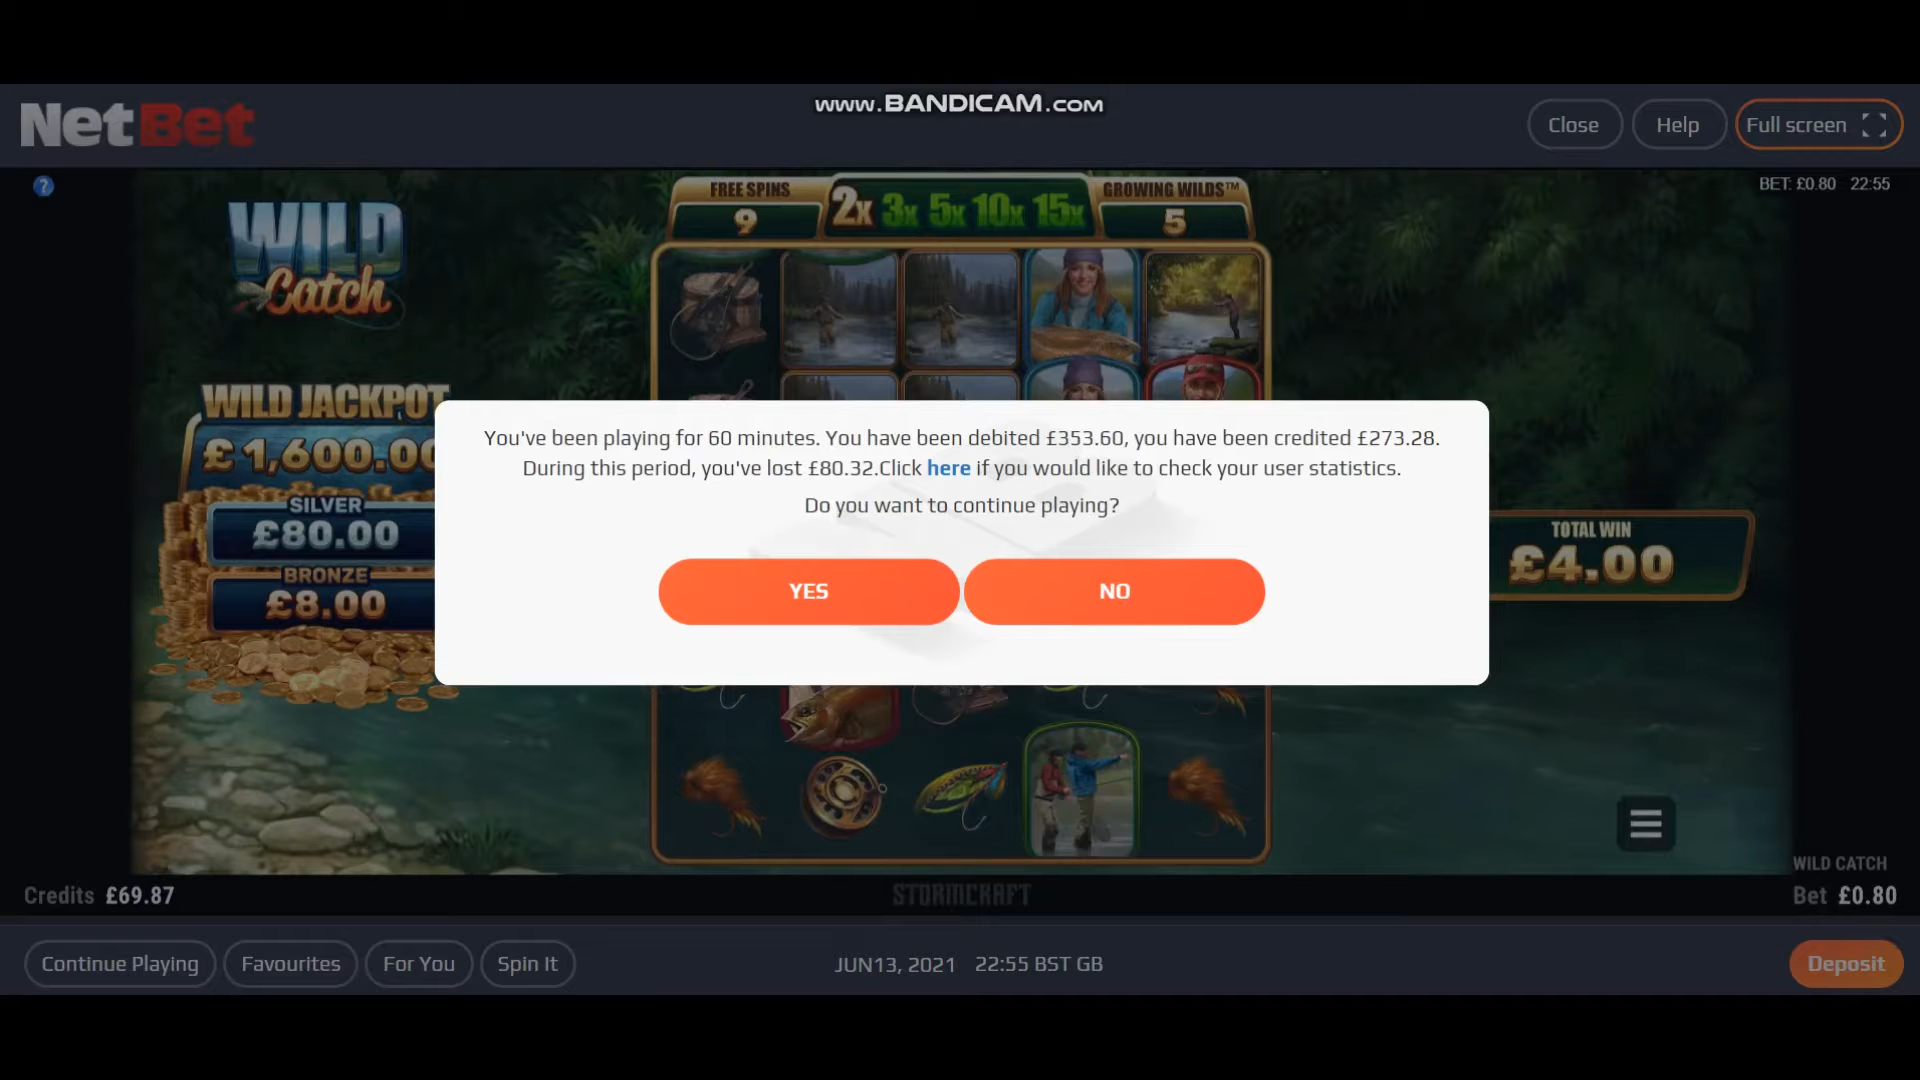 www.BANDICAM.com
NetBet
Close
Help
Full screen
?
BET: £0.80 22:55
WILD
Catch
FREE SPINS
9
2x 3x 5x 10x 15x
GROWING WILDS™
5
WILD JACKPOT
£1,600.00
SILVER
£80.00
BRONZE
£8.00
You've been playing for 60 minutes. You have been debited £353.60, you have been credited £273.28.
During this period, you've lost £80.32.Click here if you would like to check your user statistics.
Do you want to continue playing?
YES
NO
TOTAL WIN
£4.00
WILD CATCH
Credits £69.87
STORMCRAFT
Bet £0.80
Continue Playing
Favourites
For You
Spin It
JUN13, 2021 22:55 BST GB
Deposit